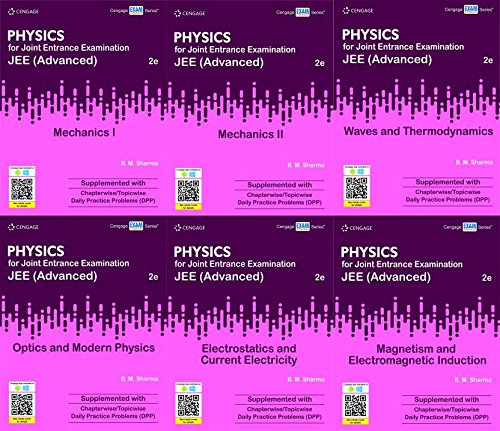 CENGAGE
Cengage EXAM Series
PHYSICS
for Joint Entrance Examination
JEE (Advanced) 2e
Mechanics I
B. M. Sharma
Supplemented with
Chapterwise/Topicwise
Daily Practice Problems (DPP)
CENGAGE
Cengage EXAM Series
PHYSICS
for Joint Entrance Examination
JEE (Advanced) 2e
Mechanics II
B. M. Sharma
Supplemented with
Chapterwise/Topicwise
Daily Practice Problems (DPP)
CENGAGE
Cengage EXAM Series
PHYSICS
for Joint Entrance Examination
JEE (Advanced) 2e
Waves and Thermodynamics
B. M. Sharma
Supplemented with
Chapterwise/Topicwise
Daily Practice Problems (DPP)
CENGAGE
Cengage EXAM Series
PHYSICS
for Joint Entrance Examination
JEE (Advanced) 2e
Optics and Modern Physics
B. M. Sharma
Supplemented with
Chapterwise/Topicwise
Daily Practice Problems (DPP)
CENGAGE
Cengage EXAM Series
PHYSICS
for Joint Entrance Examination
JEE (Advanced) 2e
Electrostatics and
Current Electricity
B. M. Sharma
Supplemented with
Chapterwise/Topicwise
Daily Practice Problems (DPP)
CENGAGE
Cengage EXAM Series
PHYSICS
for Joint Entrance Examination
JEE (Advanced) 2e
Magnetism and
Electromagnetic Induction
B. M. Sharma
Supplemented with
Chapterwise/Topicwise
Daily Practice Problems (DPP)